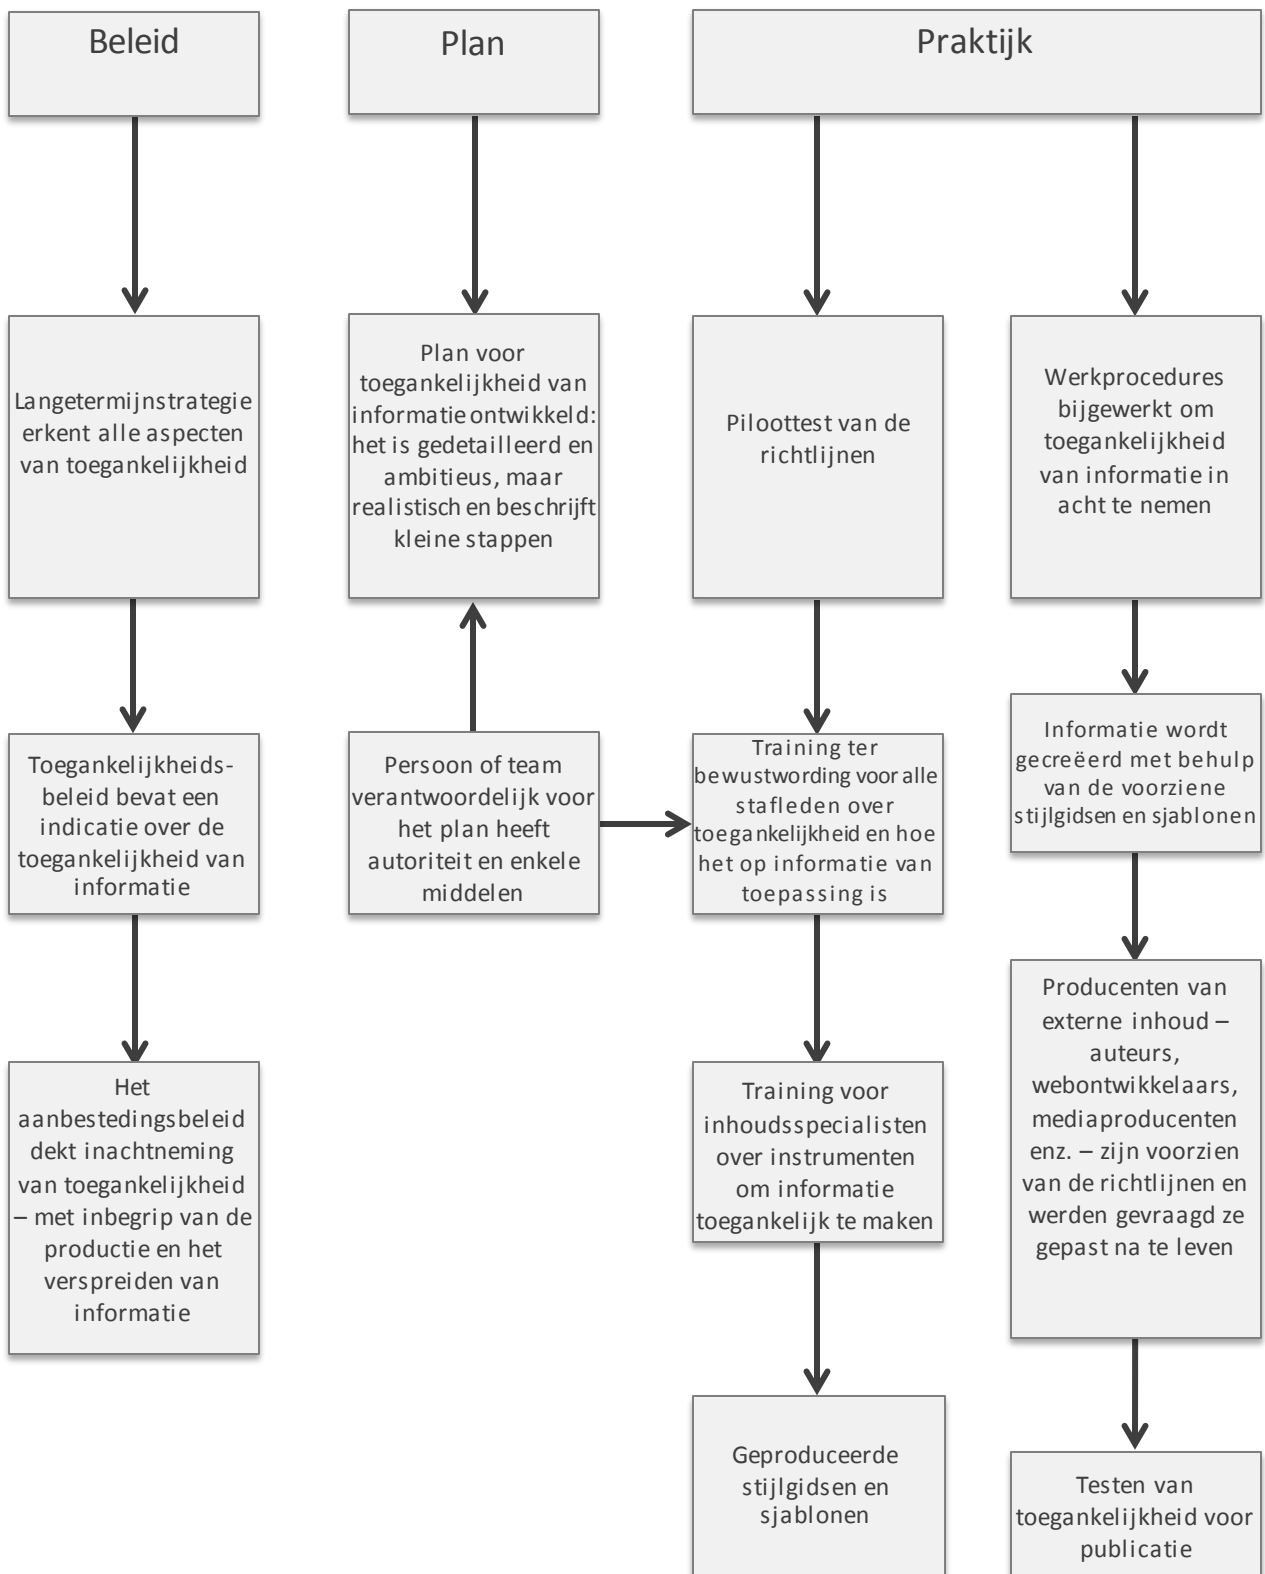 Beleid
Plan
Praktijk
Langetermijnstrategie
erkent alle aspecten
van toegankelijkheid
Plan voor
toegankelijkheid van
informatie ontwikkeld:
het is gedetailleerd en
ambitieus, maar
realistisch en beschrijft
kleine stappen
Piloottest van de
richtlijnen
Werkprocedures
bijgewerkt om
toegankelijkheid
van informatie in
acht te nemen
Toegankelijkheids-
beleid bevat een
indicatie over de
toegankelijkheid van
informatie
Persoon of team
verantwoordelijk voor
het plan heeft
autoriteit en enkele
middelen
Training ter
bewustwording voor alle
stafleden over
toegankelijkheid en hoe
het op informatie van
toepassing is
Informatie wordt
gecreëerd met behulp
van de voorziene
stijlgidsen en sjablonen
Het
aanbestedingsbeleid
dekt inachtneming
van toegankelijkheid
– met inbegrip van de
productie en het
verspreiden van
informatie
Training voor
inhoudsspecialisten
over instrumenten
om informatie
toegankelijk te maken
Producenten van
externe inhoud –
auteurs,
webontwikkelaars,
mediaproducenten
enz. – zijn voorzien
van de richtlijnen en
werden gevraagd ze
gepast na te leven
Geproduceerde
stijlgidsen en
sjablonen
Testen van
toegankelijkheid voor
publicatie